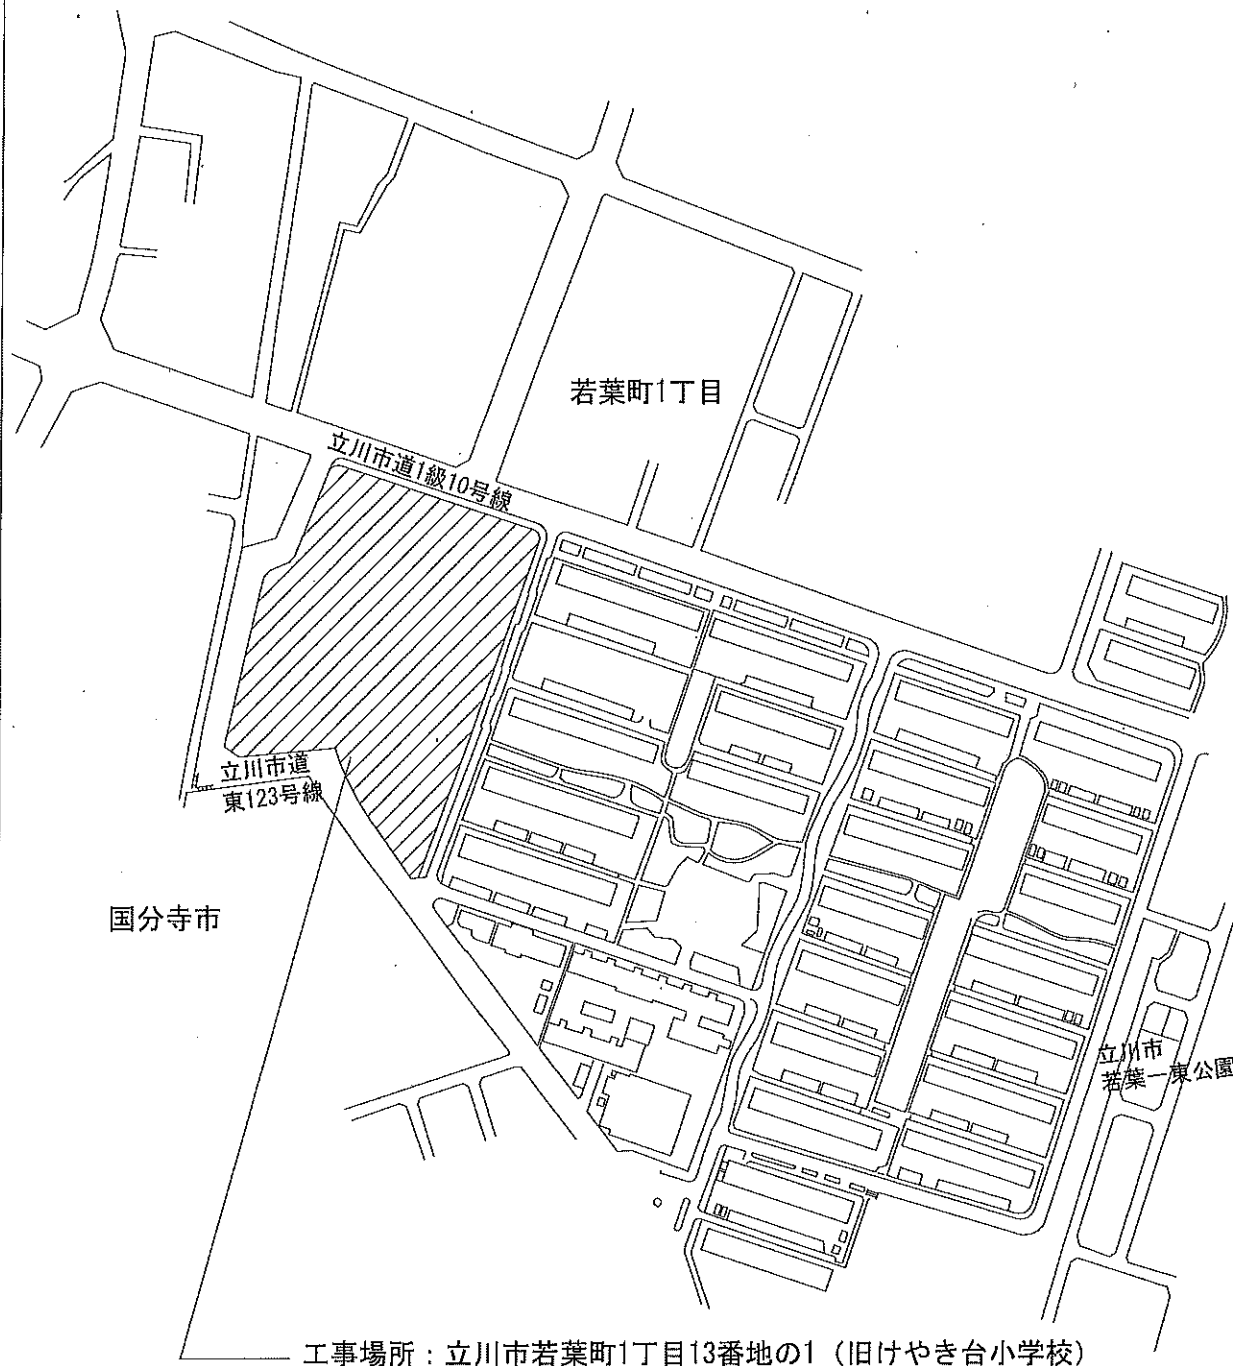 若葉町1丁目
立川市道1級10号線
立川市道
東123号線
国分寺市
立川市
若葉一東公園
工事場所：立川市若葉町1丁目13番地の1（旧けやき台小学校）